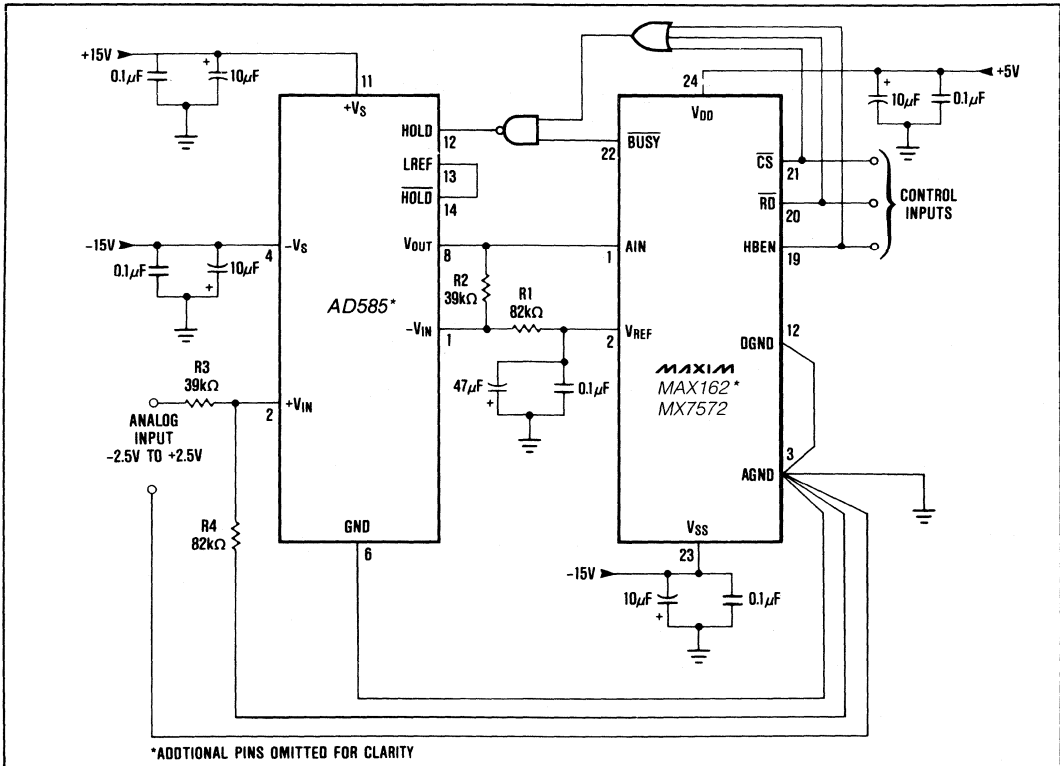 +15V
0.1µF
+
10µF
11
+VS
HOLD
12
LREF
13
HOLD
14
-15V
4
-VS
0.1µF
10µF
+
VOUT
8
AD585*
-VIN
1
R2
39kΩ
R1
82kΩ
R3
39kΩ
2
+VIN
ANALOG
INPUT
-2.5V TO +2.5V
R4
82kΩ
GND
6
47µF
+
0.1µF
24
VDD
+5V
+
10µF
0.1µF
22
BUSY
CS
21
RD
20
HBEN
19
CONTROL
INPUTS
1
AIN
2
VREF
12
DGND
MAXIM
MAX162*
MX7572
3
AGND
VSS
23
-15V
10µF
+
0.1µF
*ADDTIONAL PINS OMITTED FOR CLARITY